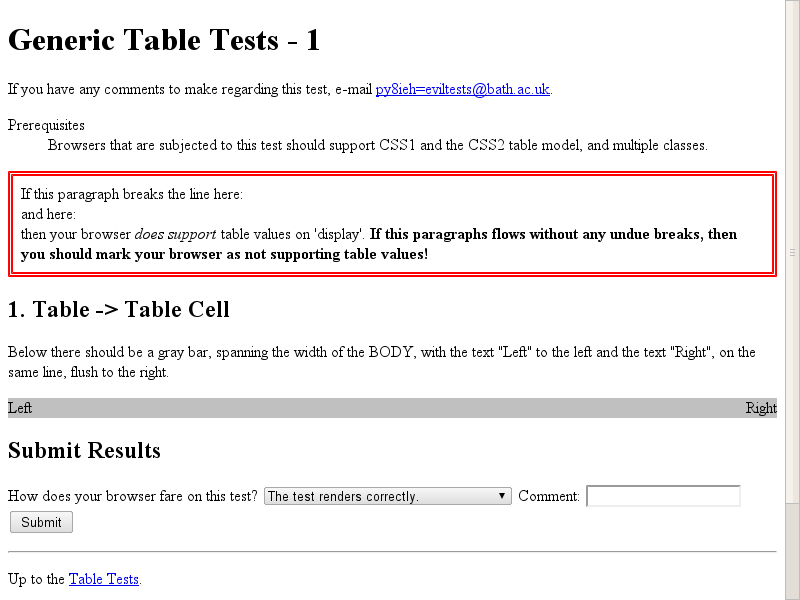 Generic Table Tests - 1
If you have any comments to make regarding this test, e-mail py8ieh=eviltests@bath.ac.uk.
Prerequisites
Browsers that are subjected to this test should support CSS1 and the CSS2 table model, and multiple classes.
If this paragraph breaks the line here:
and here:
then your browser does support table values on 'display'. If this paragraphs flows without any undue breaks, then
you should mark your browser as not supporting table values!
1. Table -> Table Cell
Below there should be a gray bar, spanning the width of the BODY, with the text "Left" to the left and the text "Right", on the
same line, flush to the right.
Left Right
Submit Results
How does your browser fare on this test? The test renders correctly. Comment:
Submit
Up to the Table Tests.